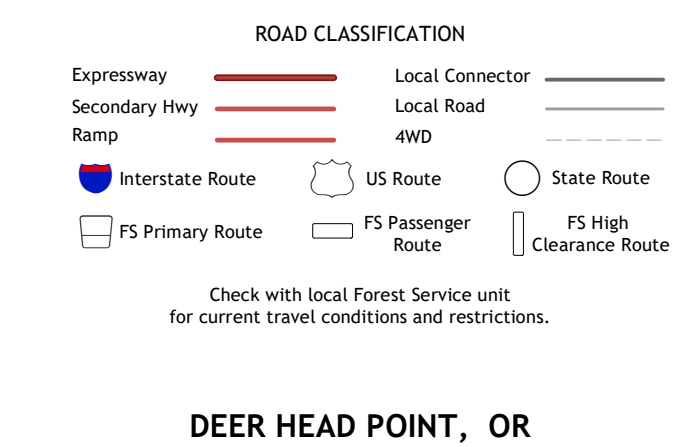 ROAD CLASSIFICATION
Expressway
Local Connector
Secondary Hwy
Local Road
Ramp
4WD
Interstate Route
US Route
State Route
FS Primary Route
FS Passenger
Route
FS High
Clearance Route
Check with local Forest Service unit
for current travel conditions and restrictions.
DEER HEAD POINT, OR